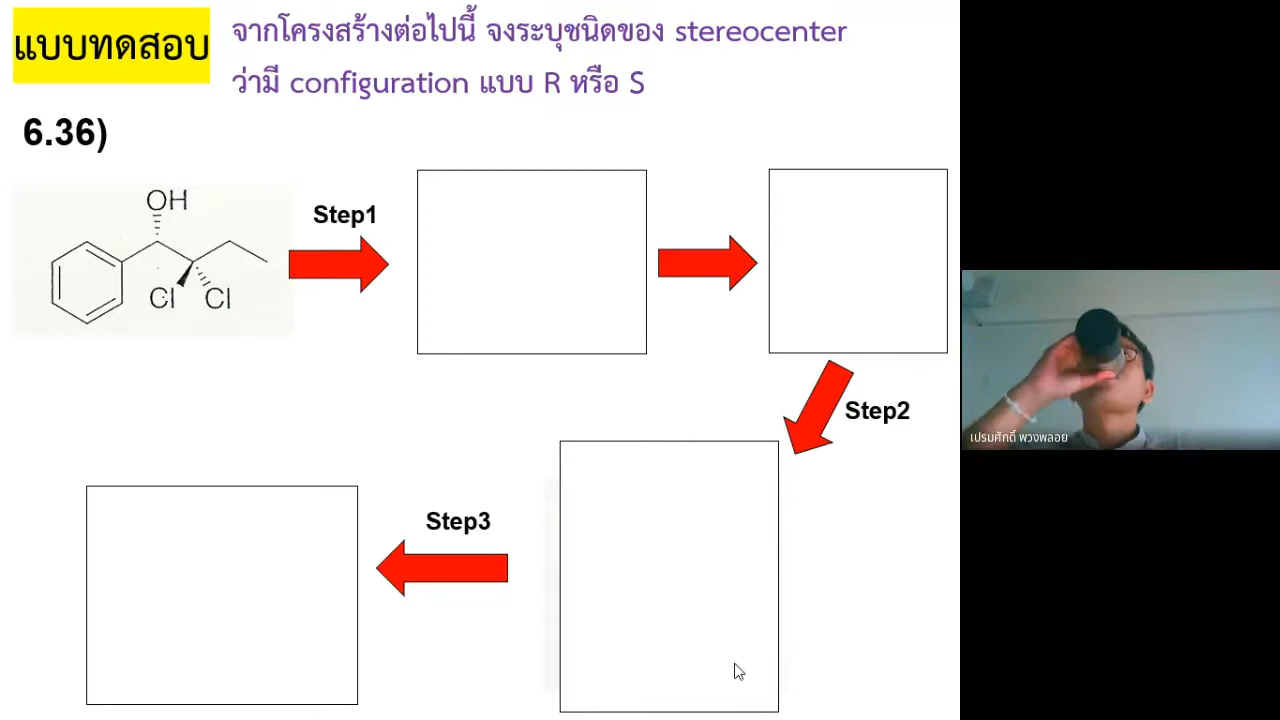 แบบทดสอบ
จากโครงสร้างต่อไปนี้ จงระบุชนิดของ stereocenter
ว่ามี configuration แบบ R หรือ S
6.36)
OH
Cl Cl
Step1
Step2
Step3
เปรมศักดิ์ พวงพลอย